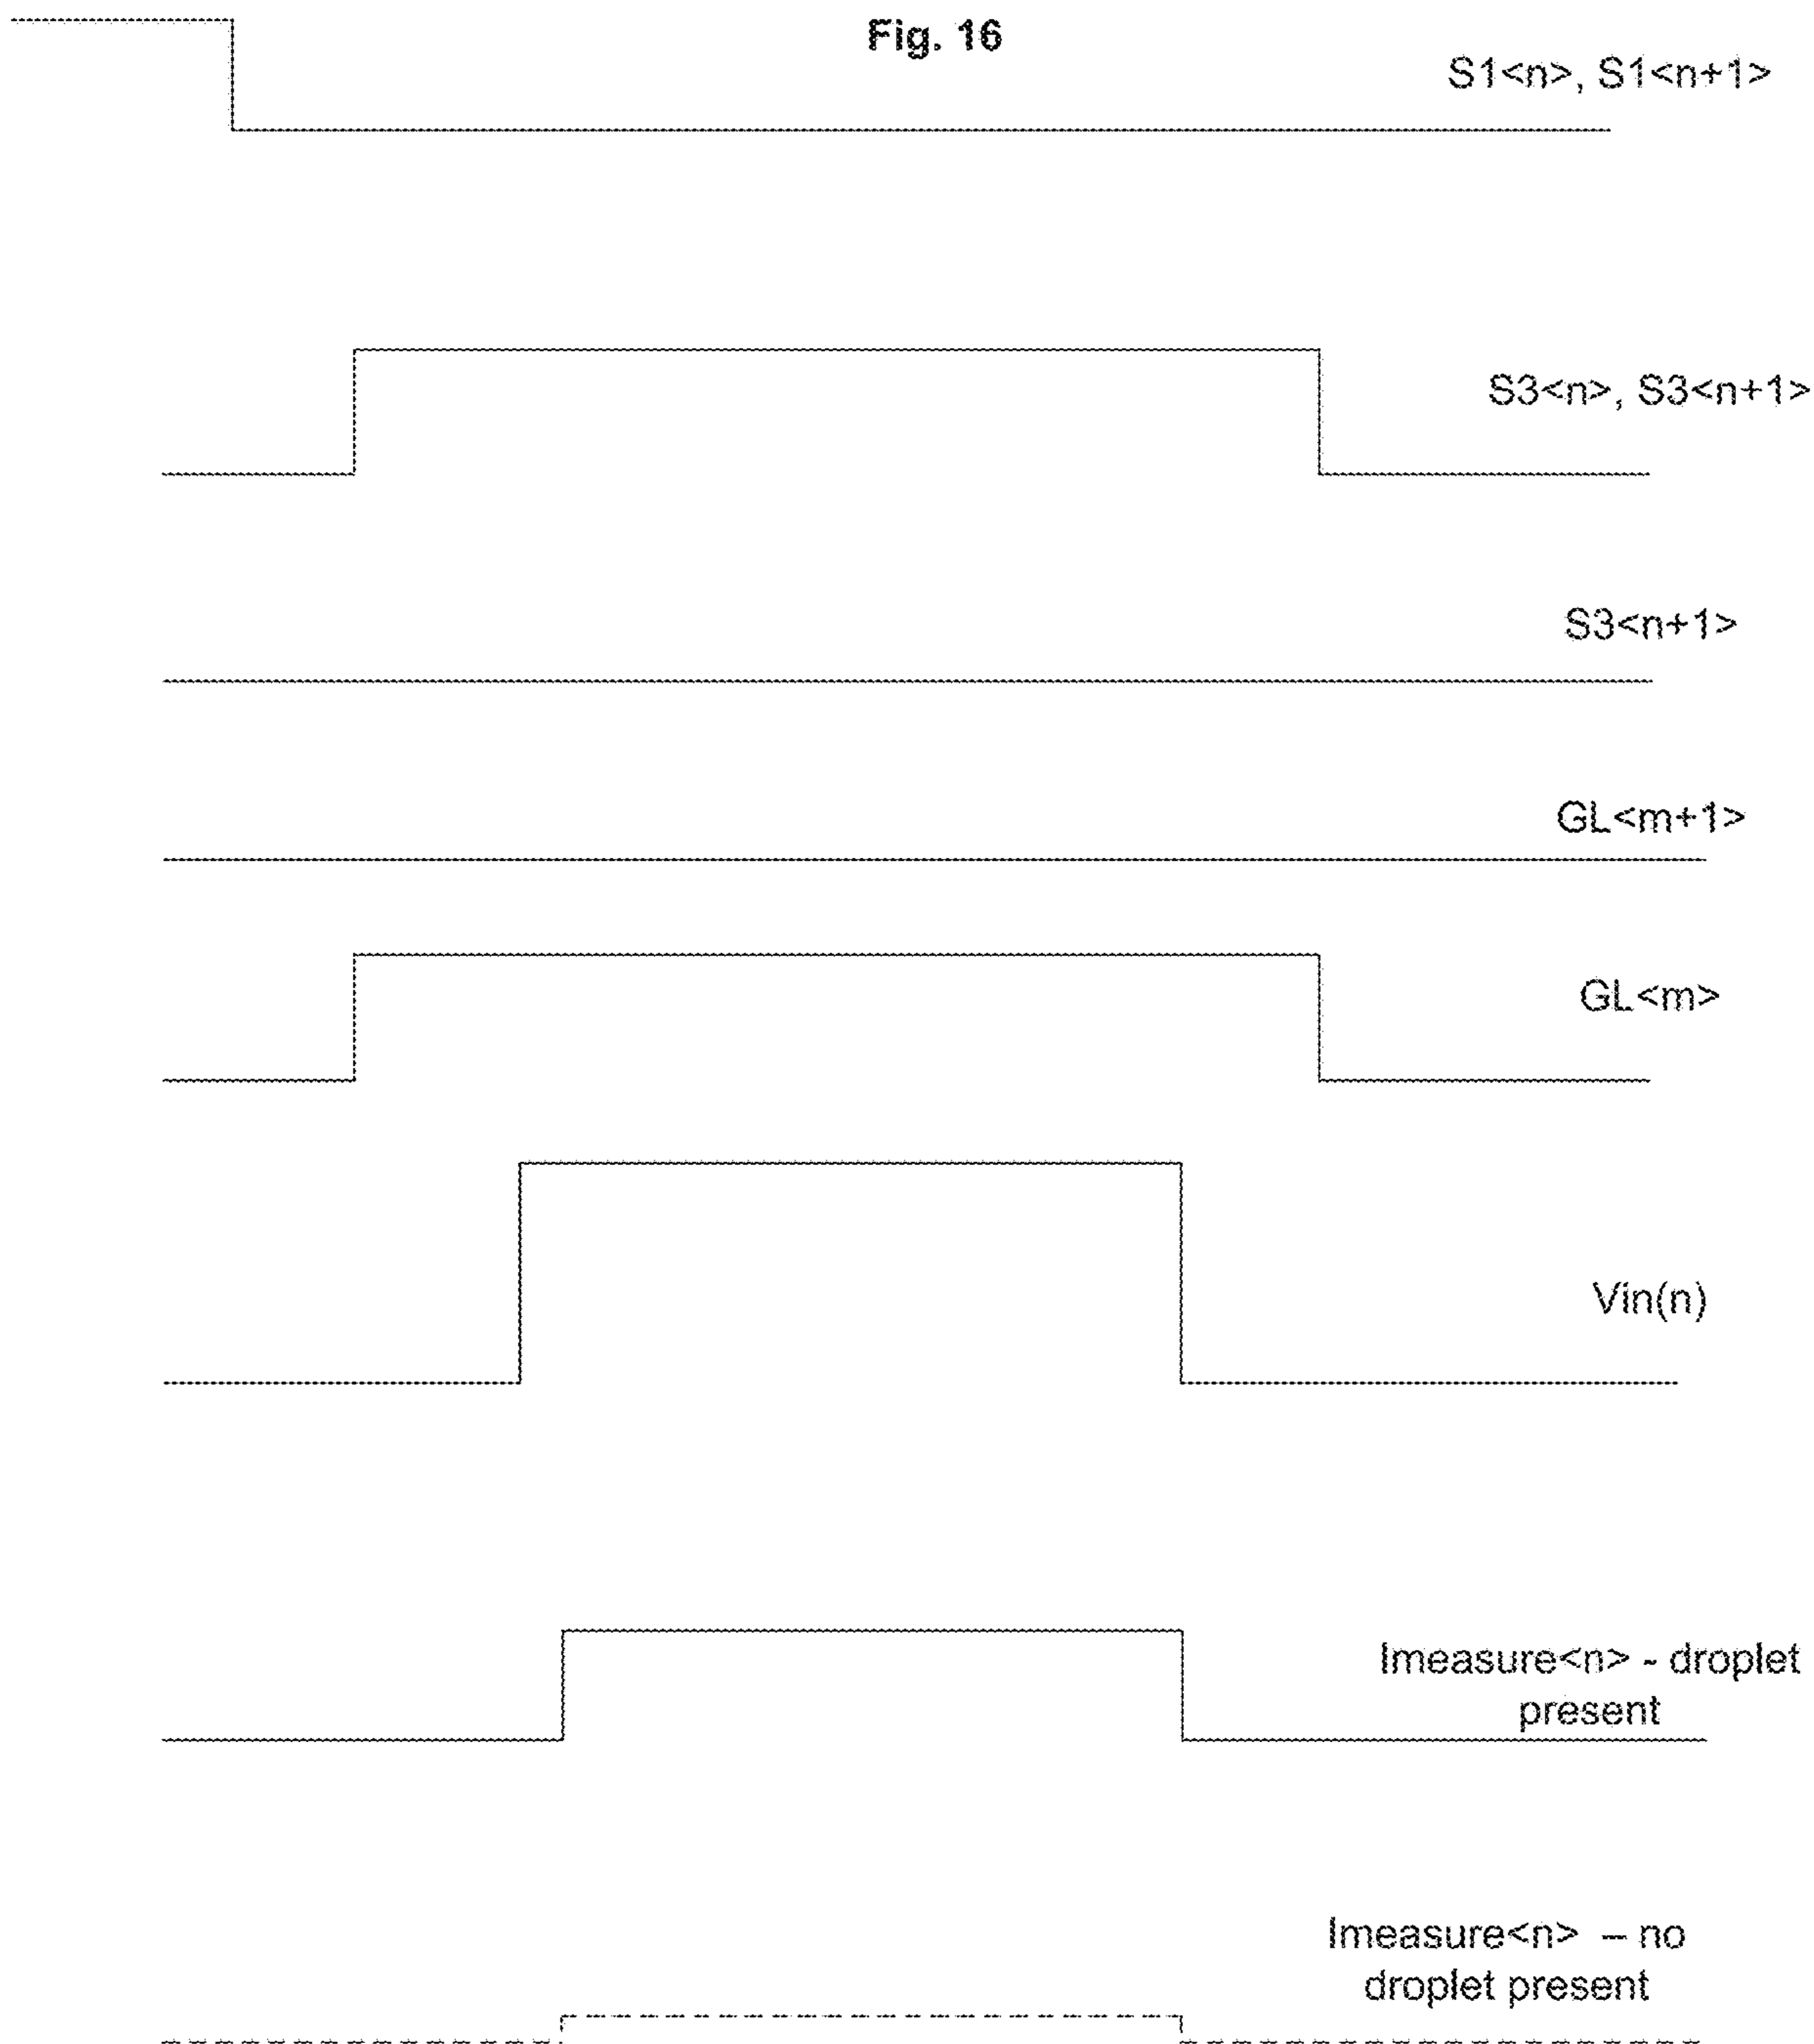 Fig. 16
S1<n>, S1<n+1>
S3<n>, S3<n+1>
S3<n+1>
GL<m+1>
GL<m>
Vin(n)
Imeasure<n> - droplet
present
Imeasure<n> – no
droplet present